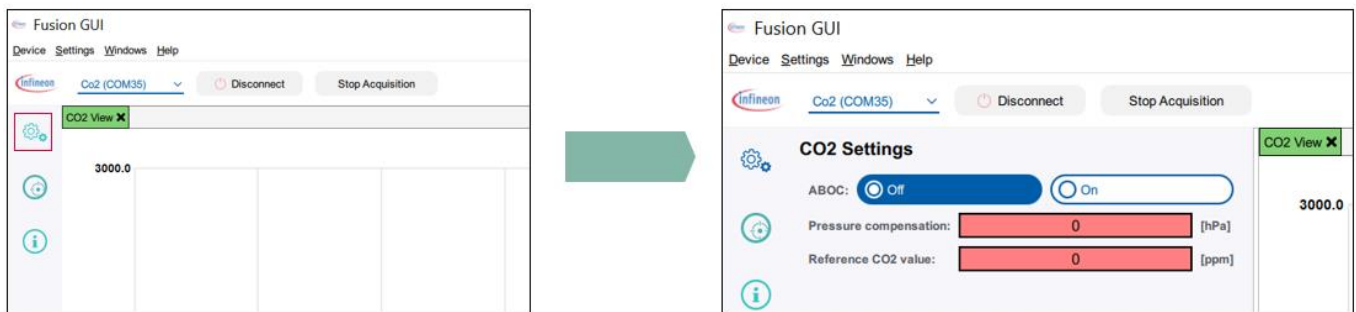 Fusion GUI
Device Settings Windows Help
infineon Co2 (COM35) Disconnect Stop Acquisition
CO2 View ✖
3000.0
Fusion GUI
Device Settings Windows Help
infineon Co2 (COM35) Disconnect Stop Acquisition
CO2 Settings
CO2 View ✖
ABOC: Off On
3000.0
Pressure compensation: 0 [hPa]
Reference CO2 value: 0 [ppm]